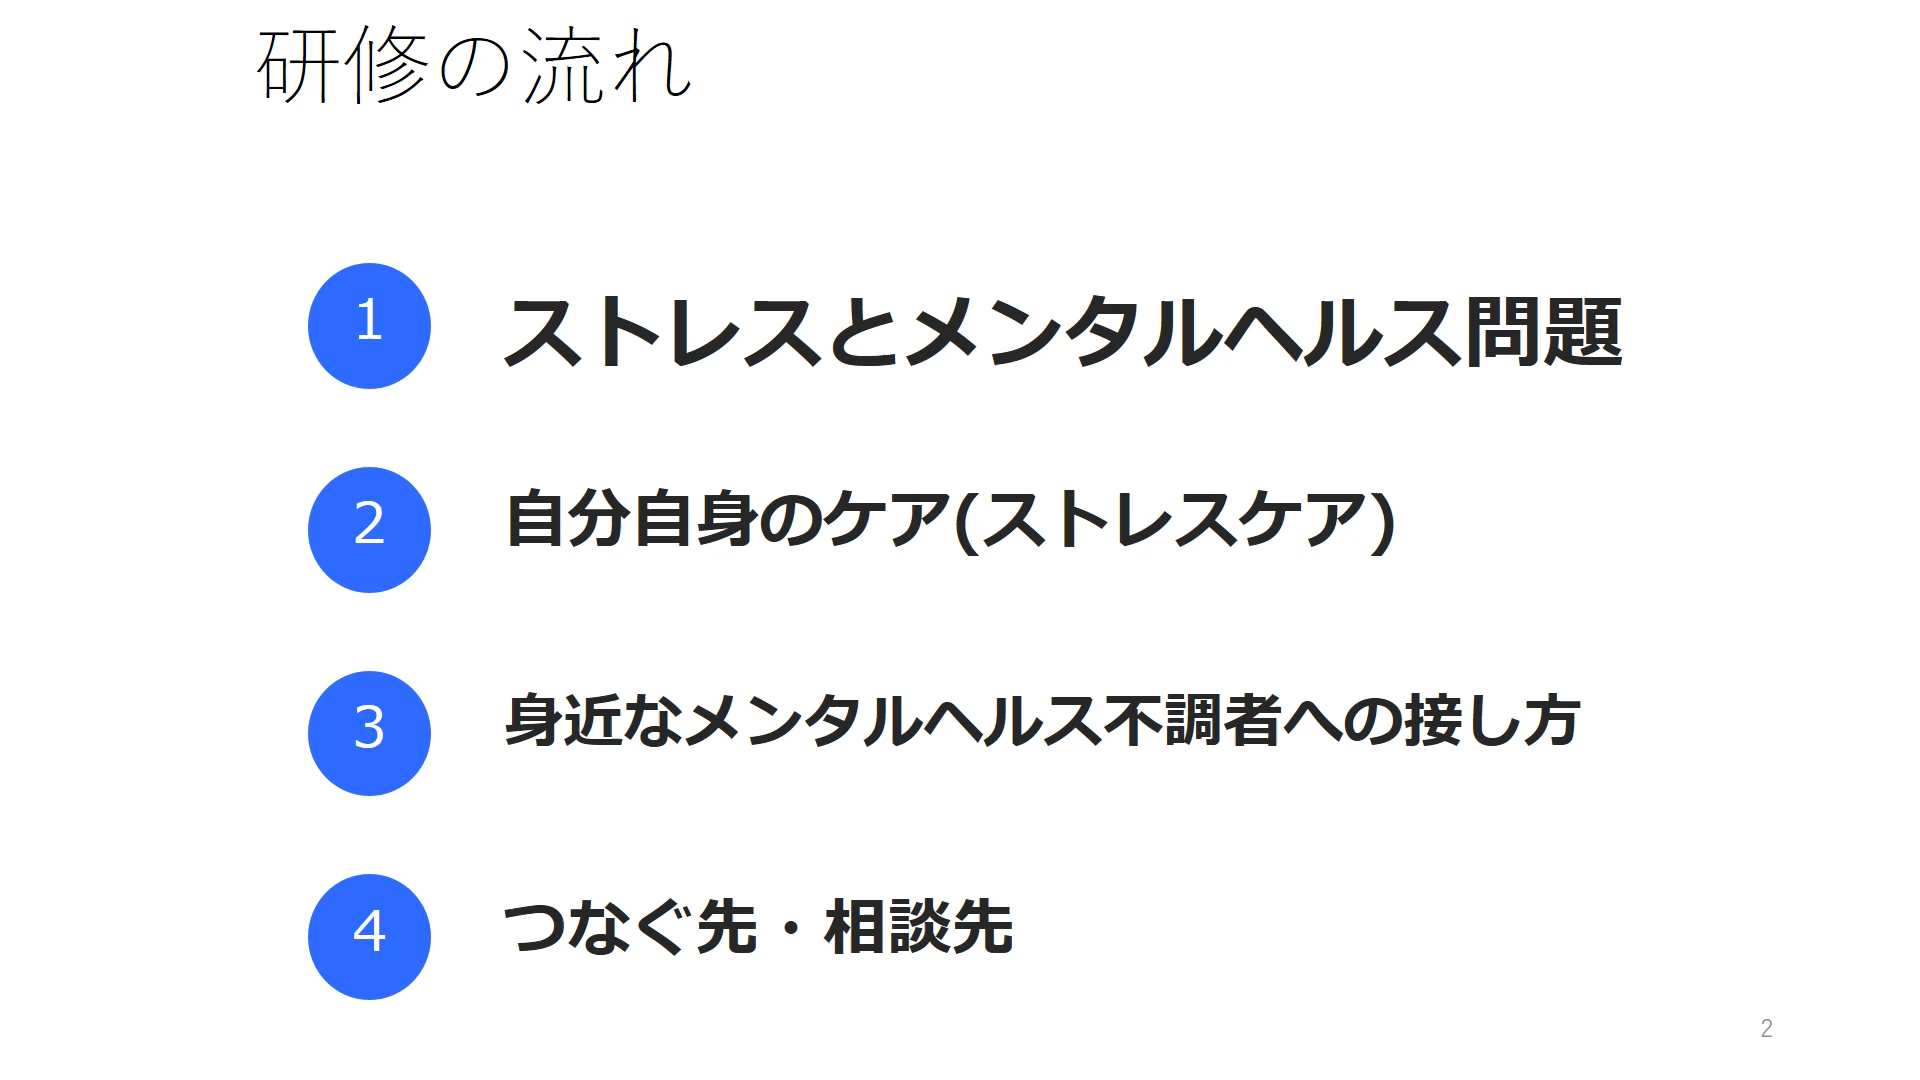 研修の流れ
1
ストレスとメンタルヘルス問題
2
自分自身のケア(ストレスケア)
3
身近なメンタルヘルス不調者への接し方
4
つなぐ先・相談先
2